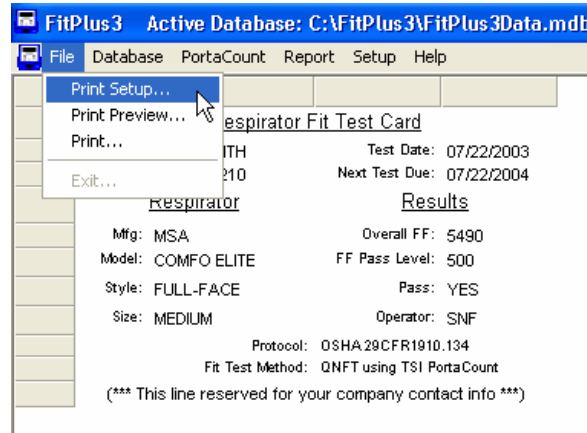 FitPlus3 Active Database: C:\FitPlus3\FitPlus3Data.mdb
File Database PortaCount Report Setup Help
Print Setup...
Print Preview...
Print...
Exit...
Fit Test Card
Test Date: 07/22/2003
Next Test Due: 07/22/2004
Respirator Results
Mfg: MSA Overall FF: 5490
Model: COMFO ELITE FF Pass Level: 500
Style: FULL-FACE Pass: YES
Size: MEDIUM Operator: SNF
Protocol: OSHA 29CFR1910.134
Fit Test Method: QNFT using TSI PortaCount
(*** This line reserved for your company contact info ***)